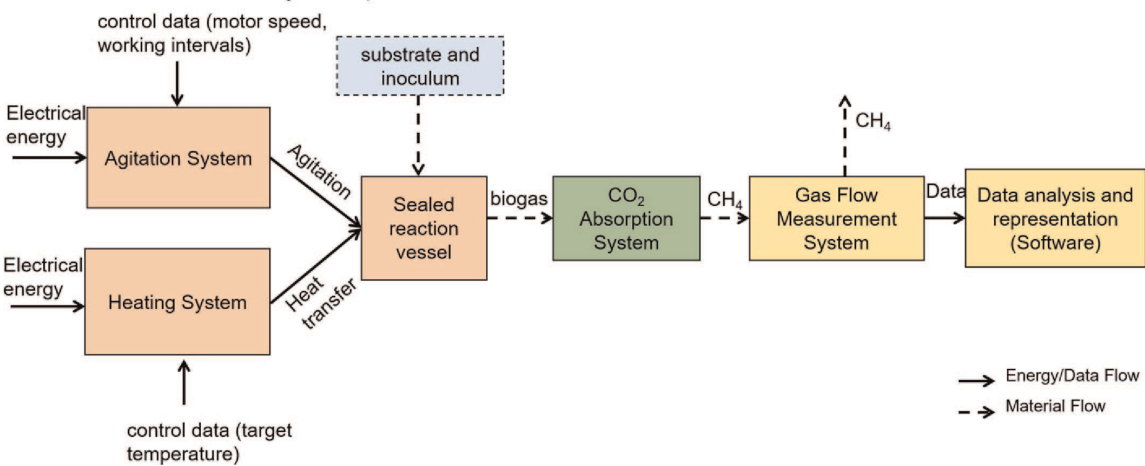 control data (motor speed,
working intervals)
substrate and
inoculum
Electrical
energy
Agitation System
Agitation
CH₄
Sealed
reaction
vessel
biogas
CO₂
Absorption
System
CH₄
Gas Flow
Measurement
System
Data
Data analysis and
representation
(Software)
Electrical
energy
Heating System
Heat
transfer
control data (target
temperature)
Energy/Data Flow
Material Flow